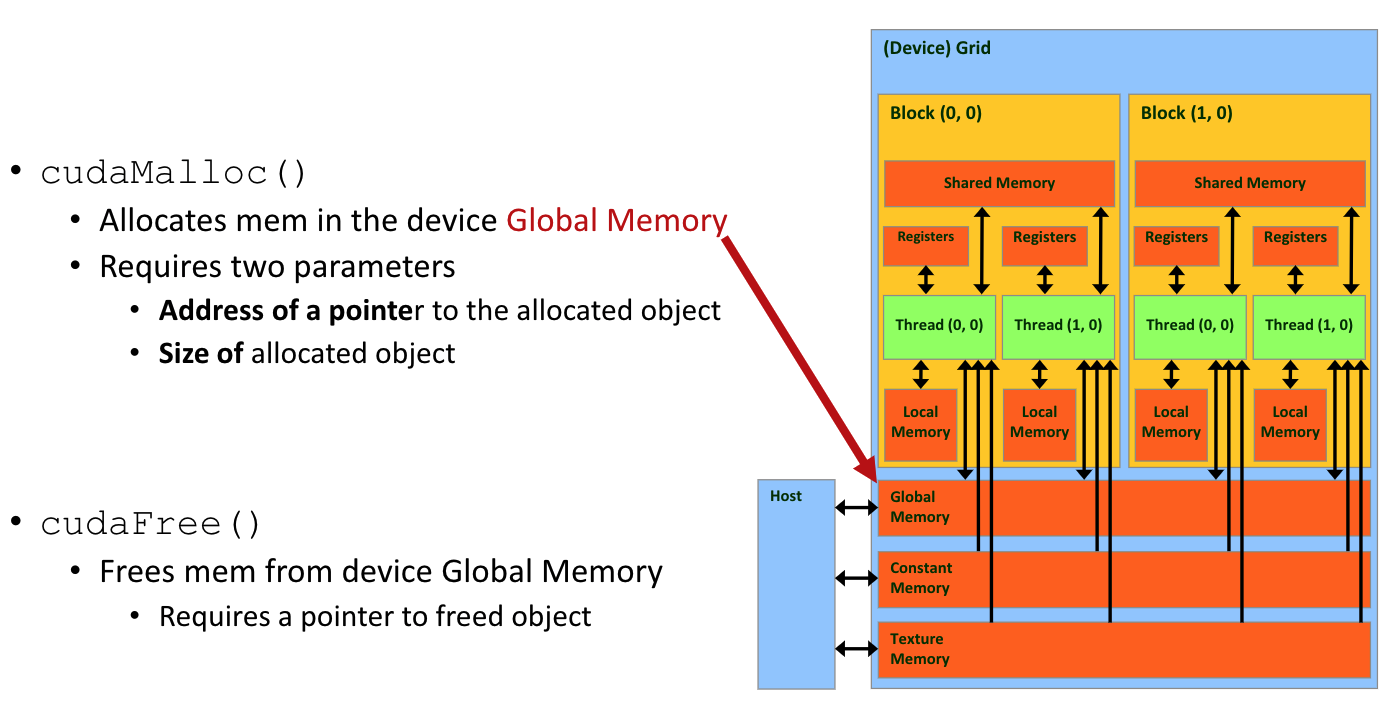 • cudaMalloc()
• Allocates mem in the device Global Memory
• Requires two parameters
• Address of a pointer to the allocated object
• Size of allocated object
• cudaFree()
• Frees mem from device Global Memory
• Requires a pointer to freed object
(Device) Grid
Block (0, 0)
Shared Memory
Registers
Registers
Thread (0, 0)
Thread (1, 0)
Local
Memory
Local
Memory
Block (1, 0)
Shared Memory
Registers
Registers
Thread (0, 0)
Thread (1, 0)
Local
Memory
Local
Memory
Host
Global
Memory
Constant
Memory
Texture
Memory